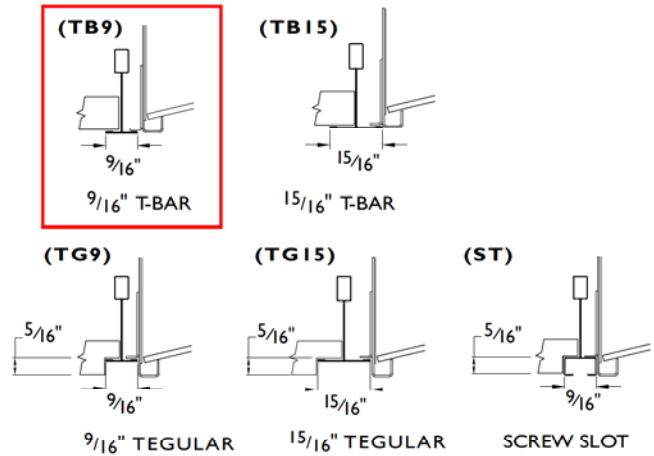 (TB9) (TB15)
9/16" 15/16"
9/16" T-BAR 15/16" T-BAR
(TG9) (TG15) (ST)
5/16" 5/16" 5/16"
9/16" 15/16" 9/16"
9/16" TEGULAR 15/16" TEGULAR SCREW SLOT